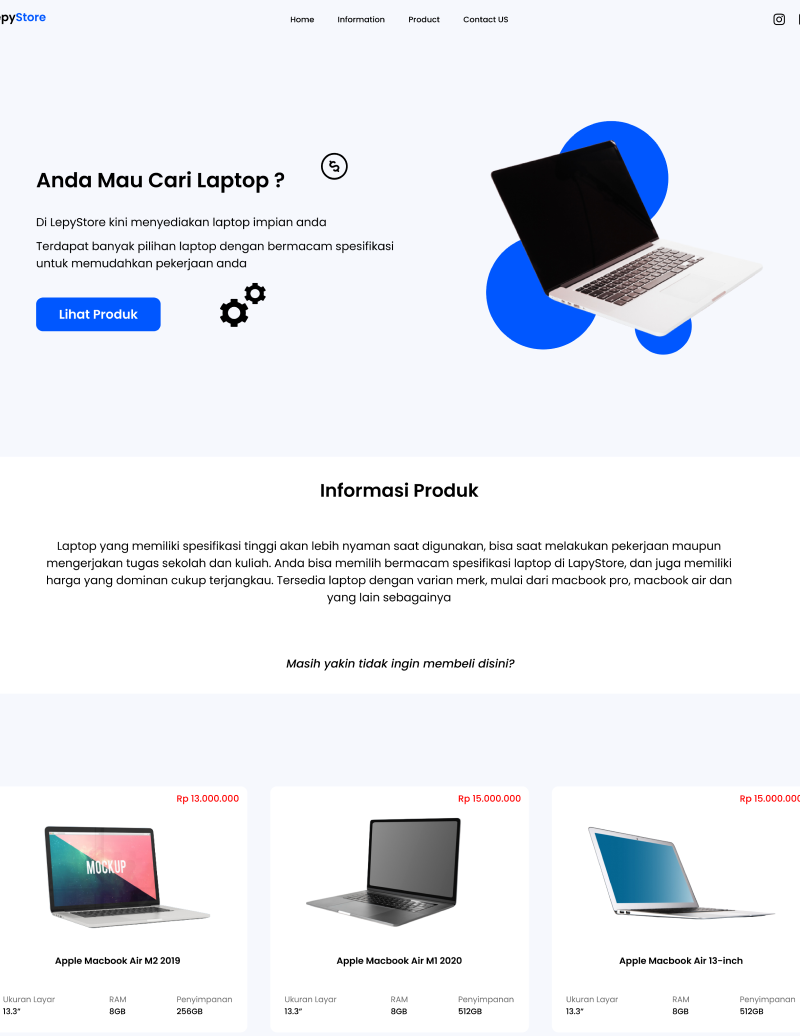 epyStore
Home Information Product Contact US
Anda Mau Cari Laptop ?
Di LepyStore kini menyediakan laptop impian anda
Terdapat banyak pilihan laptop dengan bermacam spesifikasi
untuk memudahkan pekerjaan anda
Lihat Produk
Informasi Produk
Laptop yang memiliki spesifikasi tinggi akan lebih nyaman saat digunakan, bisa saat melakukan pekerjaan maupun
mengerjakan tugas sekolah dan kuliah. Anda bisa memilih bermacam spesifikasi laptop di LapyStore, dan juga memiliki
harga yang dominan cukup terjangkau. Tersedia laptop dengan varian merk, mulai dari macbook pro, macbook air dan
yang lain sebagainya
Masih yakin tidak ingin membeli disini?
Rp 13.000.000
MOCKUP
Apple Macbook Air M2 2019
Ukuran Layar RAM Penyimpanan
13.3” 8GB 256GB
Rp 15.000.000
Apple Macbook Air M1 2020
Ukuran Layar RAM Penyimpanan
13.3” 8GB 512GB
Rp 15.000.000
Apple Macbook Air 13-inch
Ukuran Layar RAM Penyimpanan
13.3” 8GB 512GB